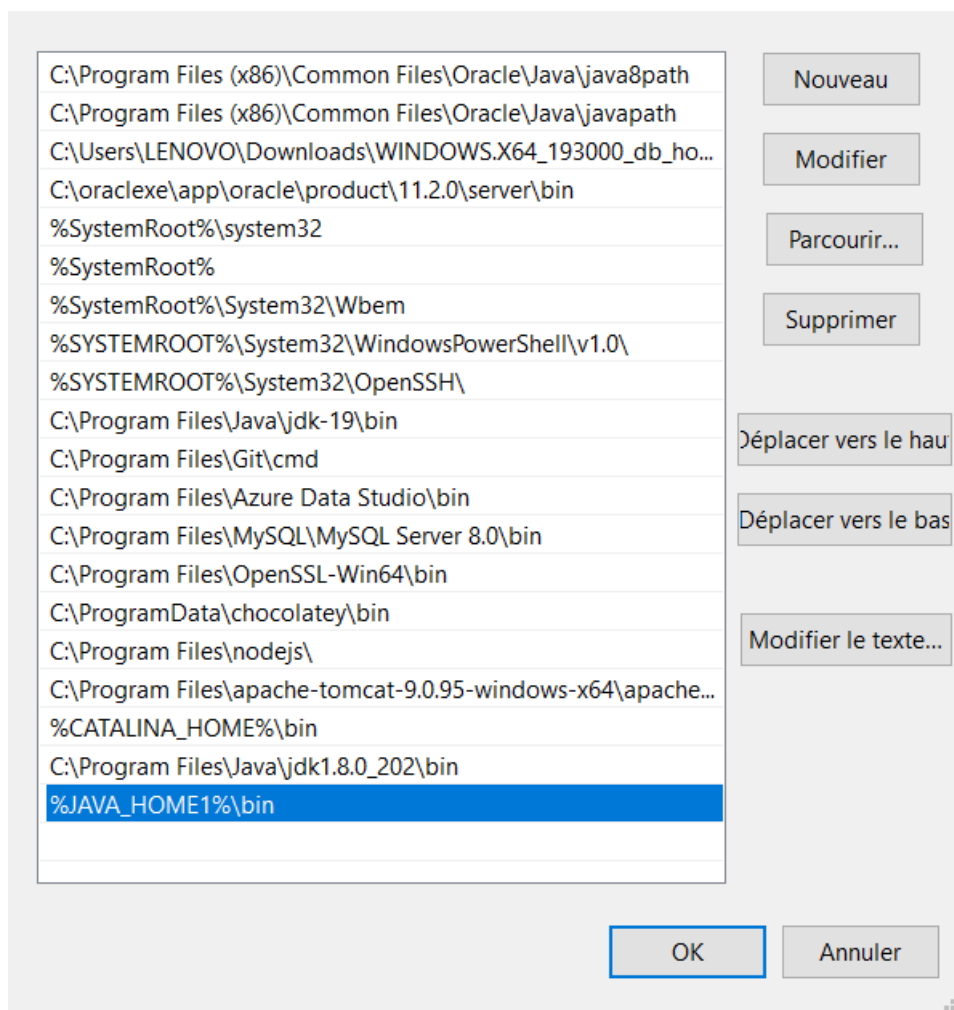 C:\Program Files (x86)\Common Files\Oracle\Java\java8path
C:\Program Files (x86)\Common Files\Oracle\Java\javapath
C:\Users\LENOVO\Downloads\WINDOWS.X64_193000_db_ho...
C:\oraclexe\app\oracle\product\11.2.0\server\bin
%SystemRoot%\system32
%SystemRoot%
%SystemRoot%\System32\Wbem
%SYSTEMROOT%\System32\WindowsPowerShell\v1.0\
%SYSTEMROOT%\System32\OpenSSH\
C:\Program Files\Java\jdk-19\bin
C:\Program Files\Git\cmd
C:\Program Files\Azure Data Studio\bin
C:\Program Files\MySQL\MySQL Server 8.0\bin
C:\Program Files\OpenSSL-Win64\bin
C:\ProgramData\chocolatey\bin
C:\Program Files\nodejs\
C:\Program Files\apache-tomcat-9.0.95-windows-x64\apache...
%CATALINA_HOME%\bin
C:\Program Files\Java\jdk1.8.0_202\bin
%JAVA_HOME1%\bin
Nouveau
Modifier
Parcourir...
Supprimer
Déplacer vers le hau
Déplacer vers le bas
Modifier le texte...
OK
Annuler